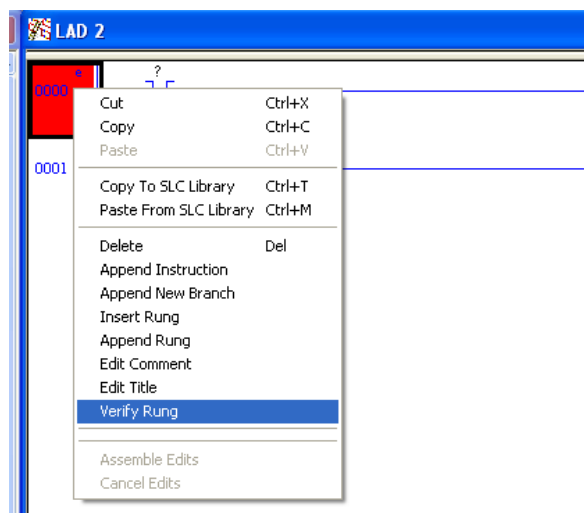 LAD 2
e
?
0000
Cut Ctrl+X
Copy Ctrl+C
Paste Ctrl+V
0001
Copy To SLC Library Ctrl+T
Paste From SLC Library Ctrl+M
Delete Del
Append Instruction
Append New Branch
Insert Rung
Append Rung
Edit Comment
Edit Title
Verify Rung
Assemble Edits
Cancel Edits